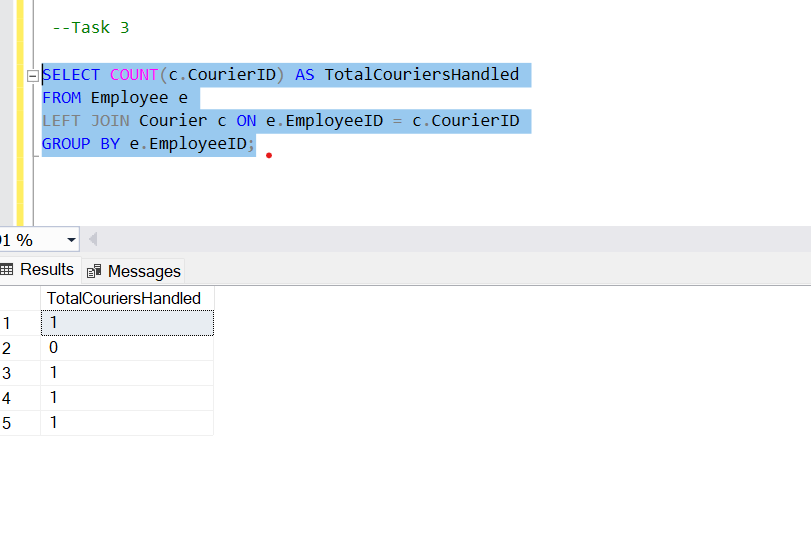 --Task 3
SELECT COUNT(c.CourierID) AS TotalCouriersHandled
FROM Employee e
LEFT JOIN Courier c ON e.EmployeeID = c.CourierID
GROUP BY e.EmployeeID;
91 %
Results Messages
TotalCouriersHandled
1 1
2 0
3 1
4 1
5 1